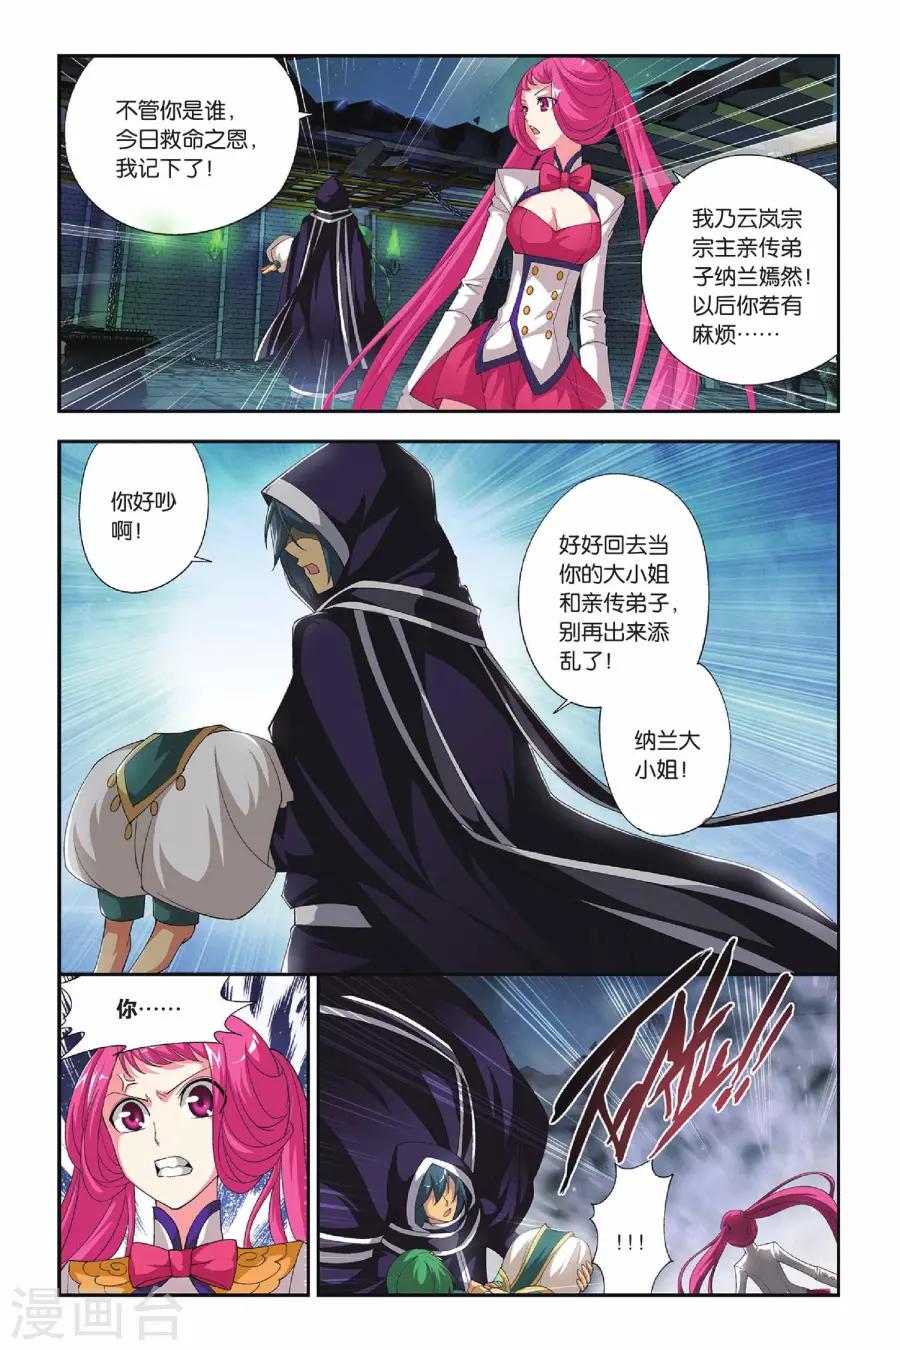 不管你是谁，
今日救命之恩，
我记下了！
我乃云岚宗
宗主亲传弟
子纳兰嫣然！
以后你若有
麻烦……
你好吵
啊！
好好回去当
你的大小姐
和亲传弟子，
别再出来添
乱了！
纳兰大
小姐！
你……
!!!
漫画台